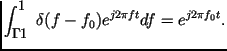 ∫_{Γ1}^{1} δ(f − f_0)e^{j2πft}df = e^{j2πf_0t}.